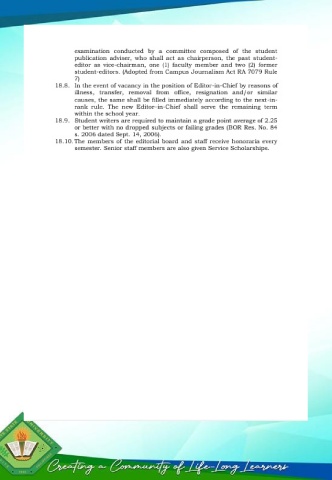 examination conducted by a committee composed of the student
publication adviser, who shall act as chairperson, the past student-
editor as vice-chairman, one (1) faculty member and two (2) former
student-editors. (Adopted from Campus Journalism Act RA 7079 Rule
7)
18.8. In the event of vacancy in the position of Editor-in-Chief by reasons of
illness, transfer, removal from office, resignation and/or similar
causes, the same shall be filled immediately according to the next-in-
rank rule. The new Editor-in-Chief shall serve the remaining term
within the school year.
18.9. Student writers are required to maintain a grade point average of 2.25
or better with no dropped subjects or failing grades (BOR Res. No. 84
s. 2006 dated Sept. 14, 2006).
18.10. The members of the editorial board and staff receive honoraria every
semester. Senior staff members are also given Service Scholarships.
Creating a Community of Life-Long Learners